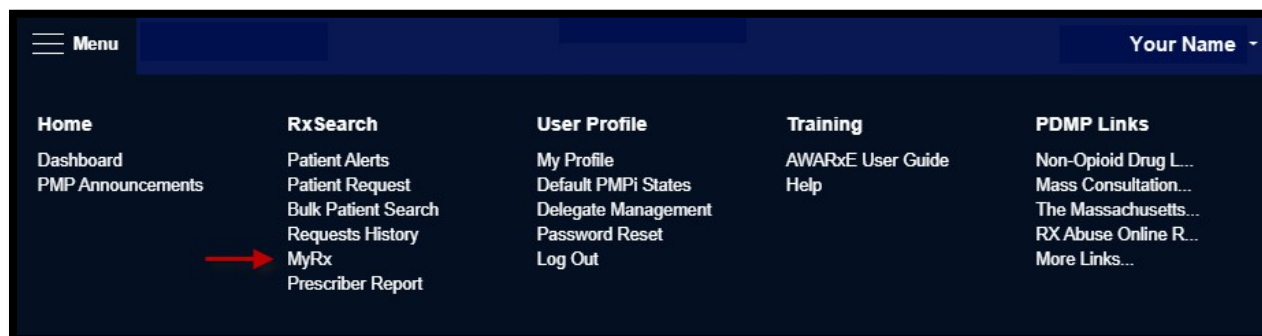 Menu
Your Name
Home
Dashboard
PMP Announcements
RxSearch
Patient Alerts
Patient Request
Bulk Patient Search
Requests History
MyRx
Prescriber Report
User Profile
My Profile
Default PMPi States
Delegate Management
Password Reset
Log Out
Training
AWARxE User Guide
Help
PDMP Links
Non-Opioid Drug L...
Mass Consultation...
The Massachusetts...
RX Abuse Online R...
More Links...